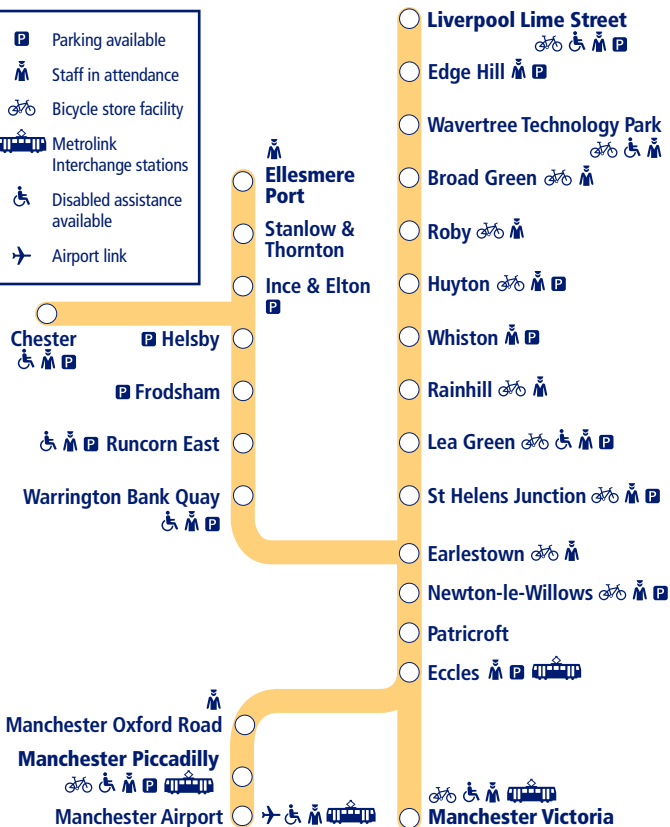 P Parking available
Staff in attendance
Bicycle store facility
Metrolink
Interchange stations
Disabled assistance
available
Airport link
Liverpool Lime Street
P
Edge Hill P
Wavertree Technology Park
Broad Green
Roby
Huyton P
Whiston P
Rainhill
Lea Green P
St Helens Junction P
Earlestown
Newton-le-Willows P
Patricroft
Eccles P
Ellesmere
Port
Stanlow &
Thornton
Ince & Elton
P
Chester
P
P Helsby
P Frodsham
P Runcorn East
Warrington Bank Quay
P
Manchester Oxford Road
Manchester Piccadilly
P
Manchester Airport
Manchester Victoria